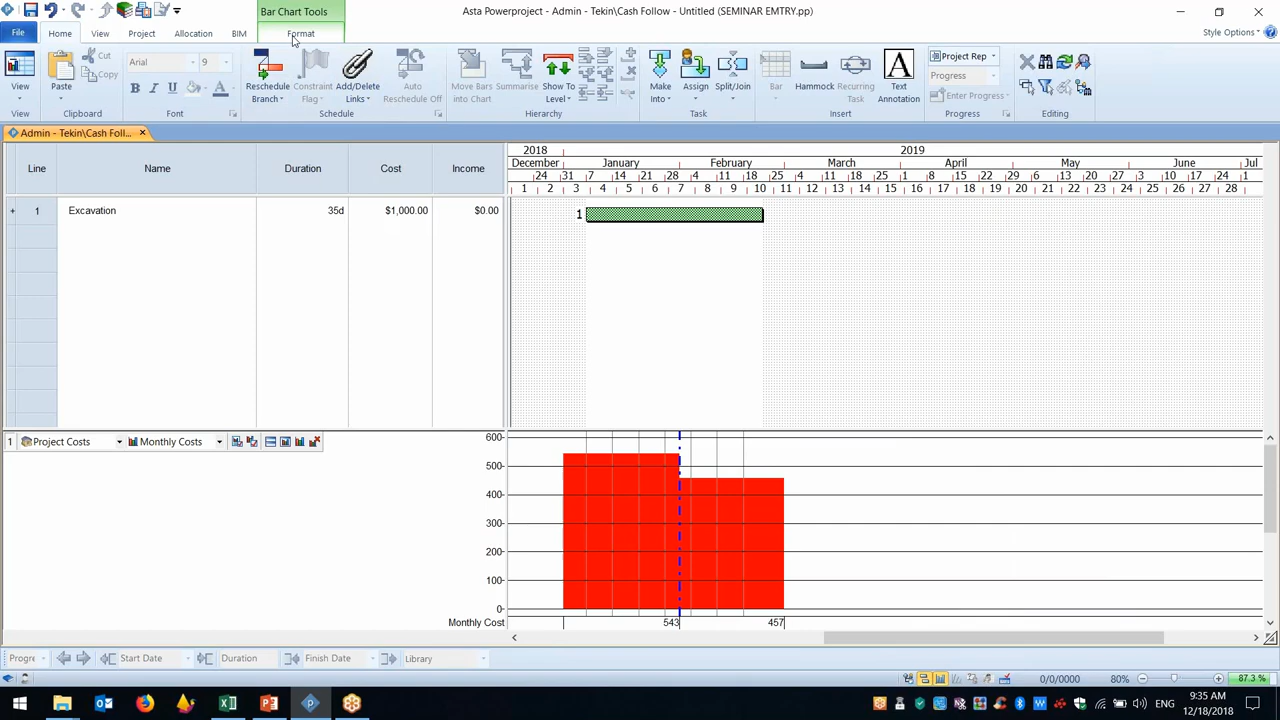 Bar Chart Tools
Asta Powerproject - Admin - Tekin\Cash Follow - Untitled (SEMINAR EMTRY.pp)
File Home View Project Allocation BIM Format
Style Options
View
Paste
Cut
Copy
Arial 9
B I U A
Reschedule Branch
Constraint Flag
Add/Delete Links
Auto Reschedule Off
Move Bars into Chart
Summarise
Show To Level
Make Into
Assign
Split/Join
Bar
Hammock
Recurring Task
Text Annotation
Project Rep
Progress
Enter Progress
View Clipboard Font Schedule Hierarchy Task Insert Progress Editing
Admin - Tekin\Cash Foll...
2018 2019
Line Name Duration Cost Income
December January February March April May June Jul
24 31 7 14 21 28 4 11 18 25 4 11 18 25 1 8 15 22 29 6 13 20 27 3 10 17 24 1
1 2 3 4 5 6 7 8 9 10 11 12 13 14 15 16 17 18 19 20 21 22 23 24 25 26 27 28
+ 1 Excavation 35d $1,000.00 $0.00
1
1 Project Costs Monthly Costs
600
500
400
300
200
100
0
Monthly Cost 543 457
Progre Start Date Duration Finish Date Library
0/0/0000 80% 87.3 %
ENG
9:35 AM
12/18/2018